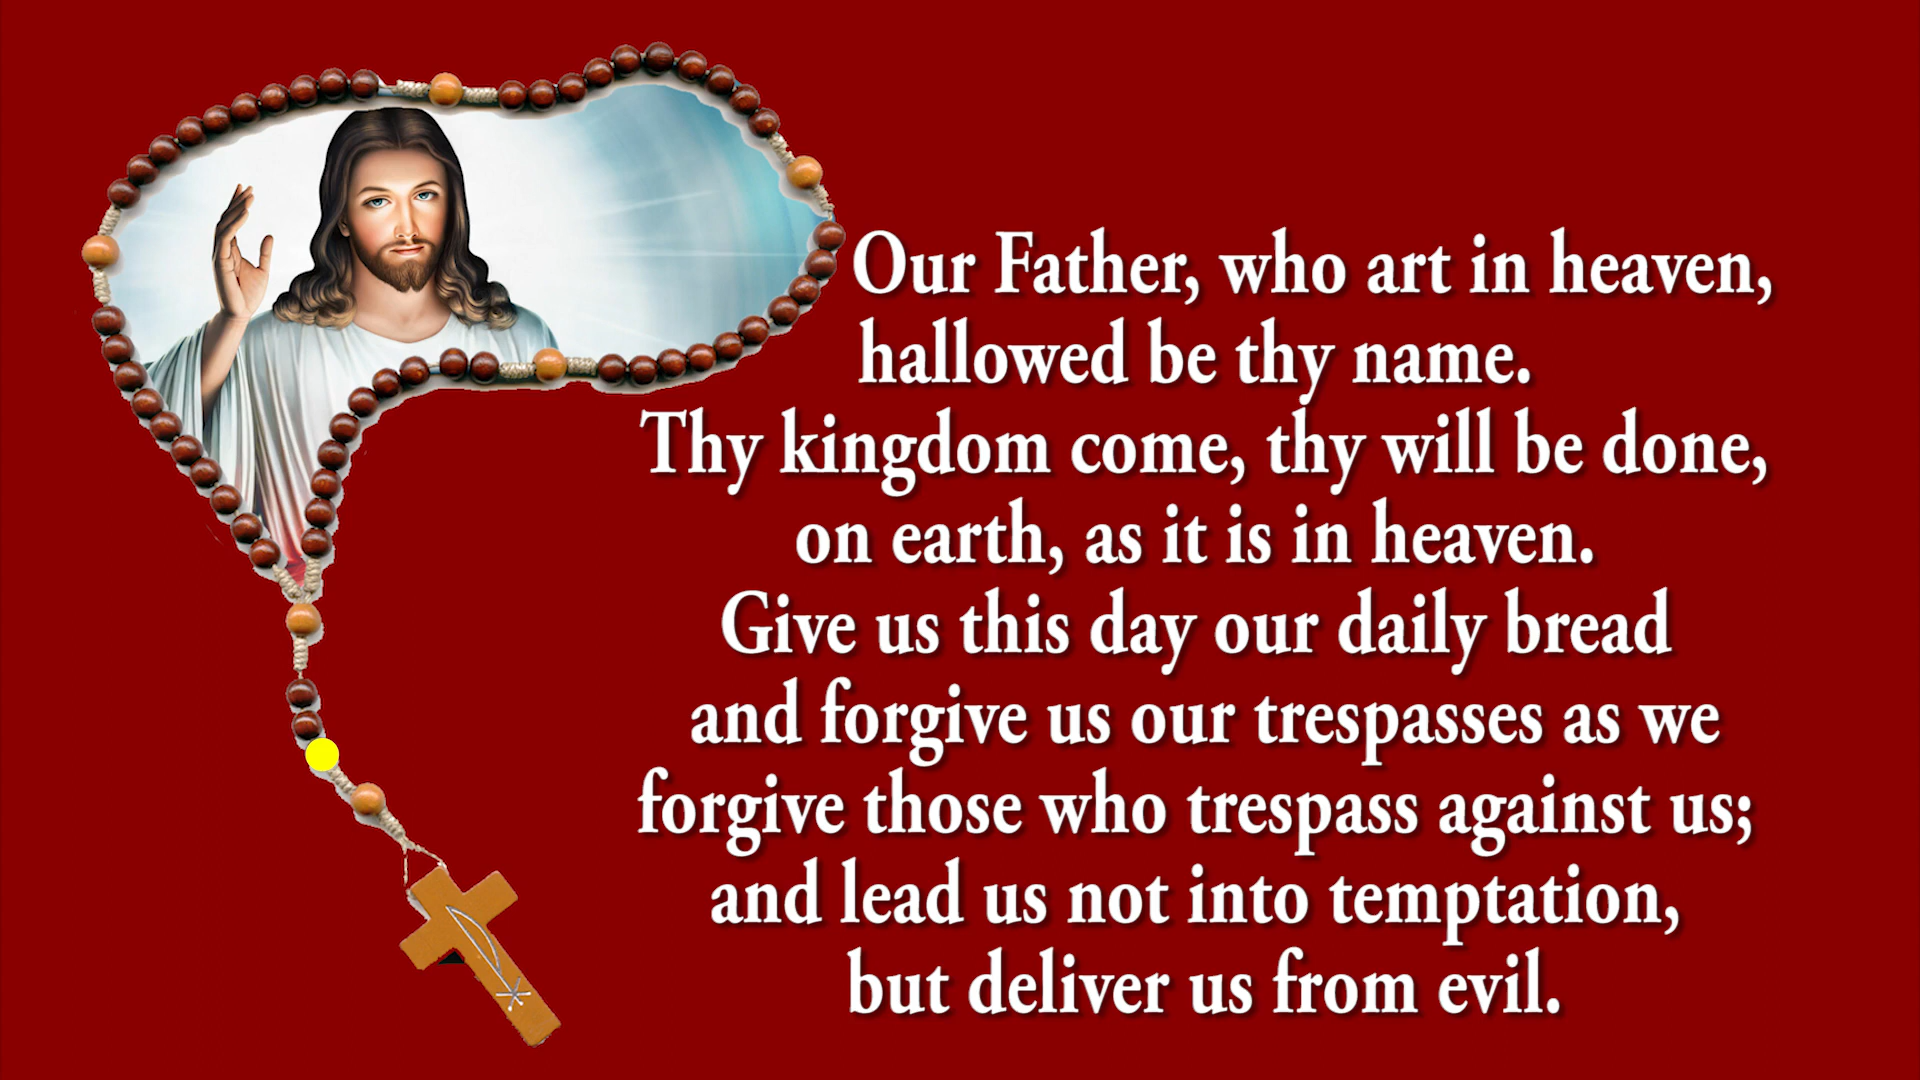 Our Father, who art in heaven,
hallowed be thy name.
Thy kingdom come, thy will be done,
on earth, as it is in heaven.
Give us this day our daily bread
and forgive us our trespasses as we
forgive those who trespass against us;
and lead us not into temptation,
but deliver us from evil.